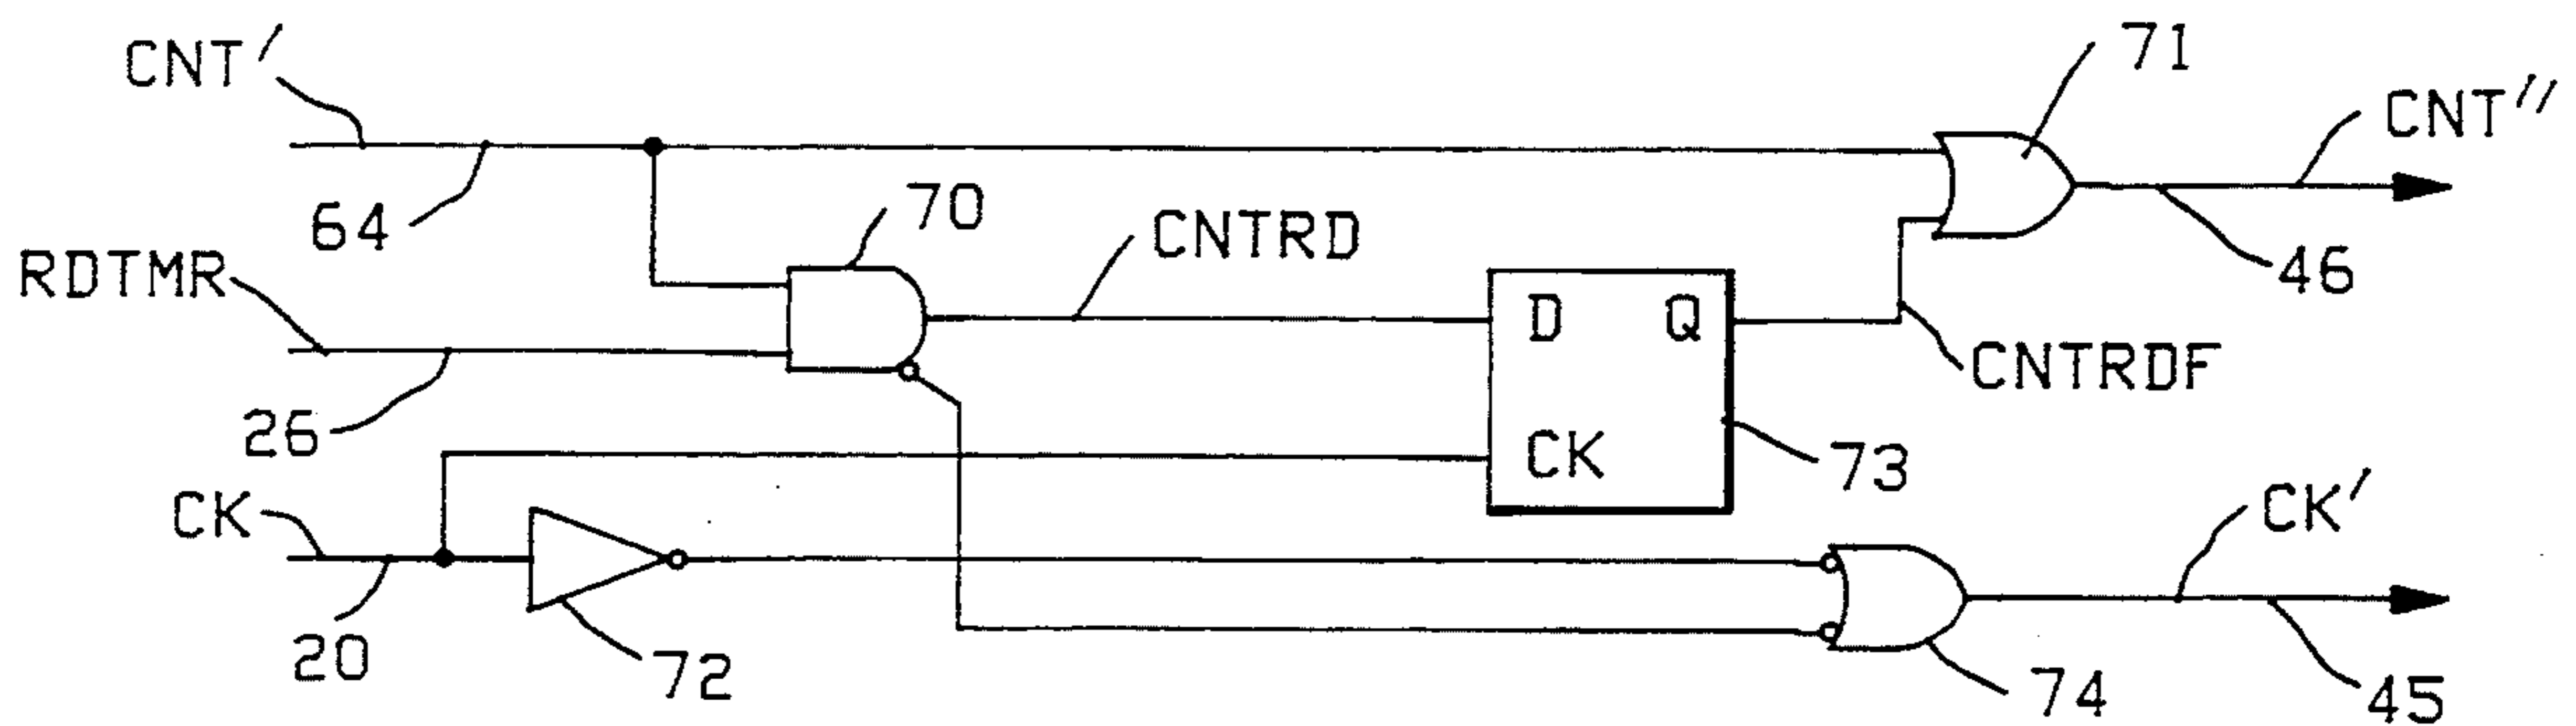 CNT′
71
CNT″
64
70
CNTRD
RDTMR
D
Q
46
26
CNTRDF
CK
CK
73
CK′
20
72
74
45